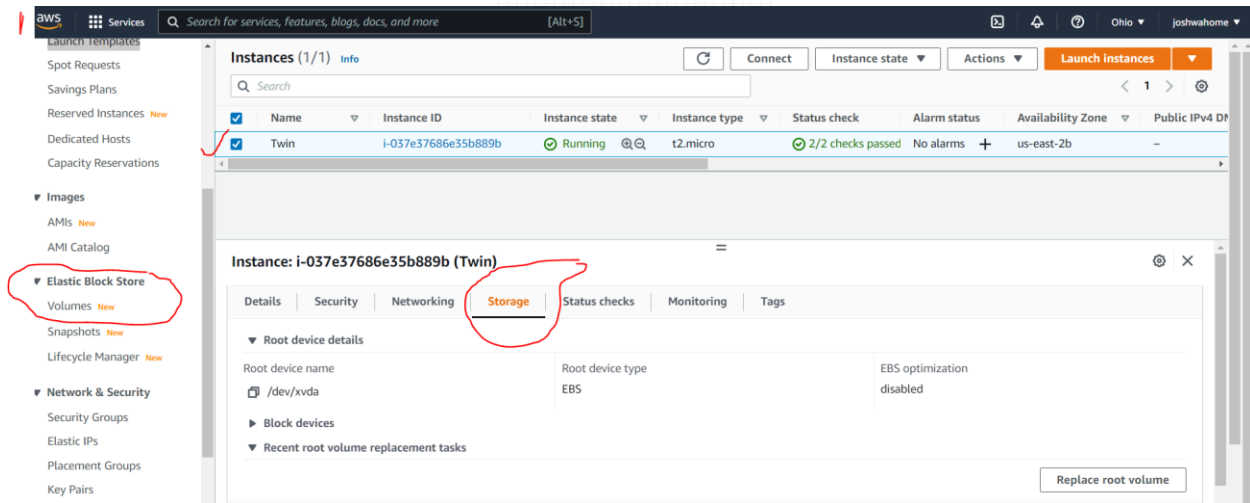 aws Services Search for services, features, blogs, docs, and more [Alt+S] Ohio joshwahome
Launch Templates
Spot Requests
Savings Plans
Reserved Instances New
Dedicated Hosts
Capacity Reservations
Images
AMIs New
AMI Catalog
Elastic Block Store
Volumes New
Snapshots New
Lifecycle Manager New
Network & Security
Security Groups
Elastic IPs
Placement Groups
Key Pairs
Instances (1/1) Info Connect Instance state Actions Launch instances
Search 1
Name Instance ID Instance state Instance type Status check Alarm status Availability Zone Public IPv4 DN
Twin i-037e37686e35b889b Running t2.micro 2/2 checks passed No alarms us-east-2b –
Instance: i-037e37686e35b889b (Twin)
Details Security Networking Storage Status checks Monitoring Tags
Root device details
Root device name Root device type EBS optimization
/dev/xvda EBS disabled
Block devices
Recent root volume replacement tasks
Replace root volume